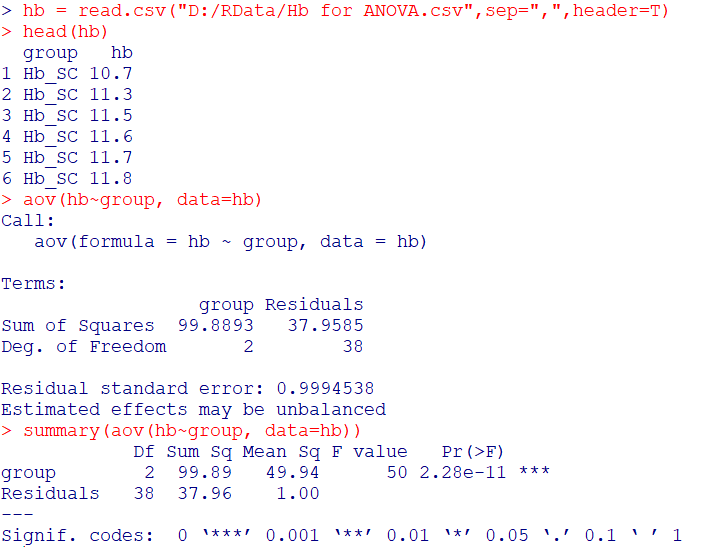 > hb = read.csv("D:/RData/Hb for ANOVA.csv",sep=",",header=T)
> head(hb)
  group   hb
1 Hb_SC 10.7
2 Hb_SC 11.3
3 Hb_SC 11.5
4 Hb_SC 11.6
5 Hb_SC 11.7
6 Hb_SC 11.8
> aov(hb~group, data=hb)
Call:
   aov(formula = hb ~ group, data = hb)

Terms:
                  group Residuals
Sum of Squares  99.8893   37.9585
Deg. of Freedom       2        38

Residual standard error: 0.9994538
Estimated effects may be unbalanced
> summary(aov(hb~group, data=hb))
            Df Sum Sq Mean Sq F value   Pr(>F)
group        2  99.89   49.94      50 2.28e-11 ***
Residuals   38  37.96    1.00
---
Signif. codes:  0 ‘***’ 0.001 ‘**’ 0.01 ‘*’ 0.05 ‘.’ 0.1 ‘ ’ 1